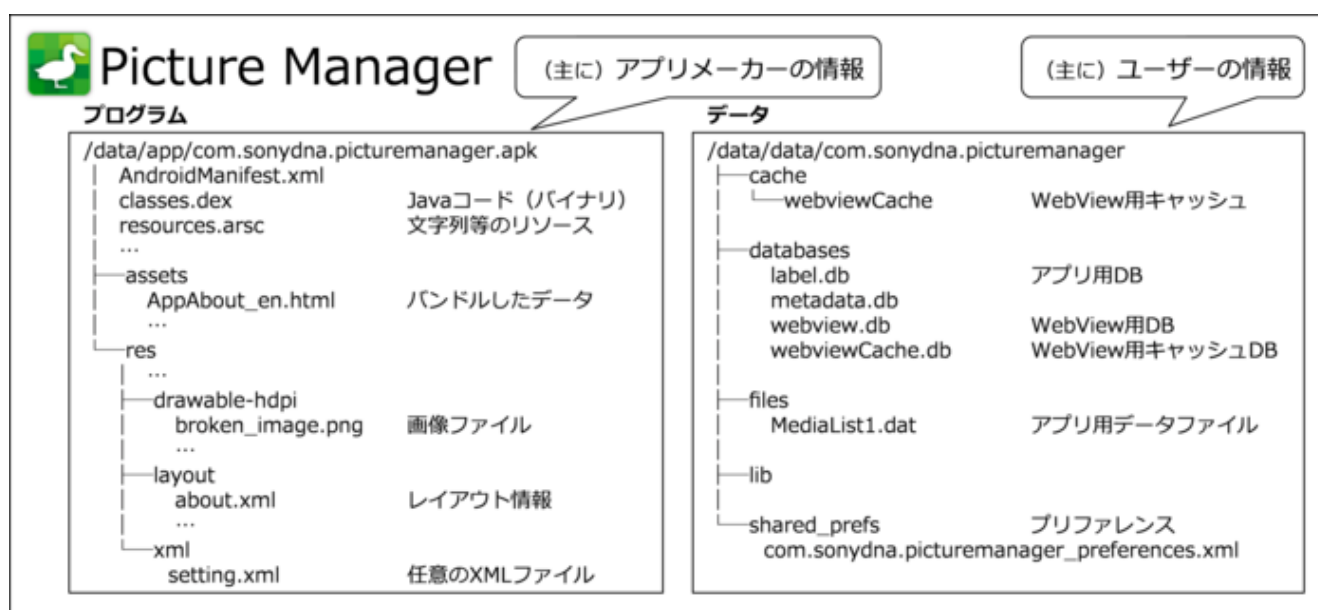 Picture Manager
(主に) アプリメーカーの情報
(主に) ユーザーの情報
プログラム
/data/app/com.sonydna.picturemanager.apk
AndroidManifest.xml
classes.dex Javaコード（バイナリ）
resources.arsc 文字列等のリソース
…
assets
AppAbout_en.html バンドルしたデータ
…
res
…
drawable-hdpi
broken_image.png 画像ファイル
…
layout
about.xml レイアウト情報
…
xml
setting.xml 任意のXMLファイル
データ
/data/data/com.sonydna.picturemanager
cache
webviewCache WebView用キャッシュ
databases
label.db アプリ用DB
metadata.db
webview.db WebView用DB
webviewCache.db WebView用キャッシュDB
files
MediaList1.dat アプリ用データファイル
lib
shared_prefs プリファレンス
com.sonydna.picturemanager_preferences.xml